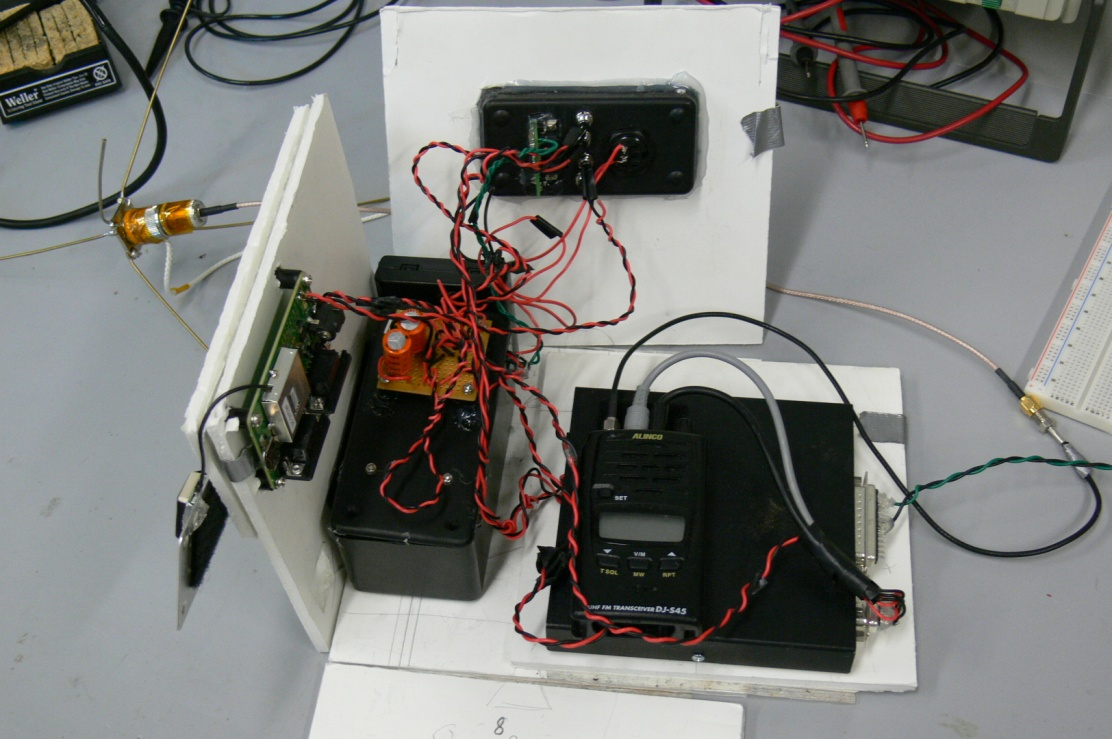 Weller
ALINCO
SET
V/M
T SQL MW RPT
UHF FM TRANSCEIVER DJ-S45
8